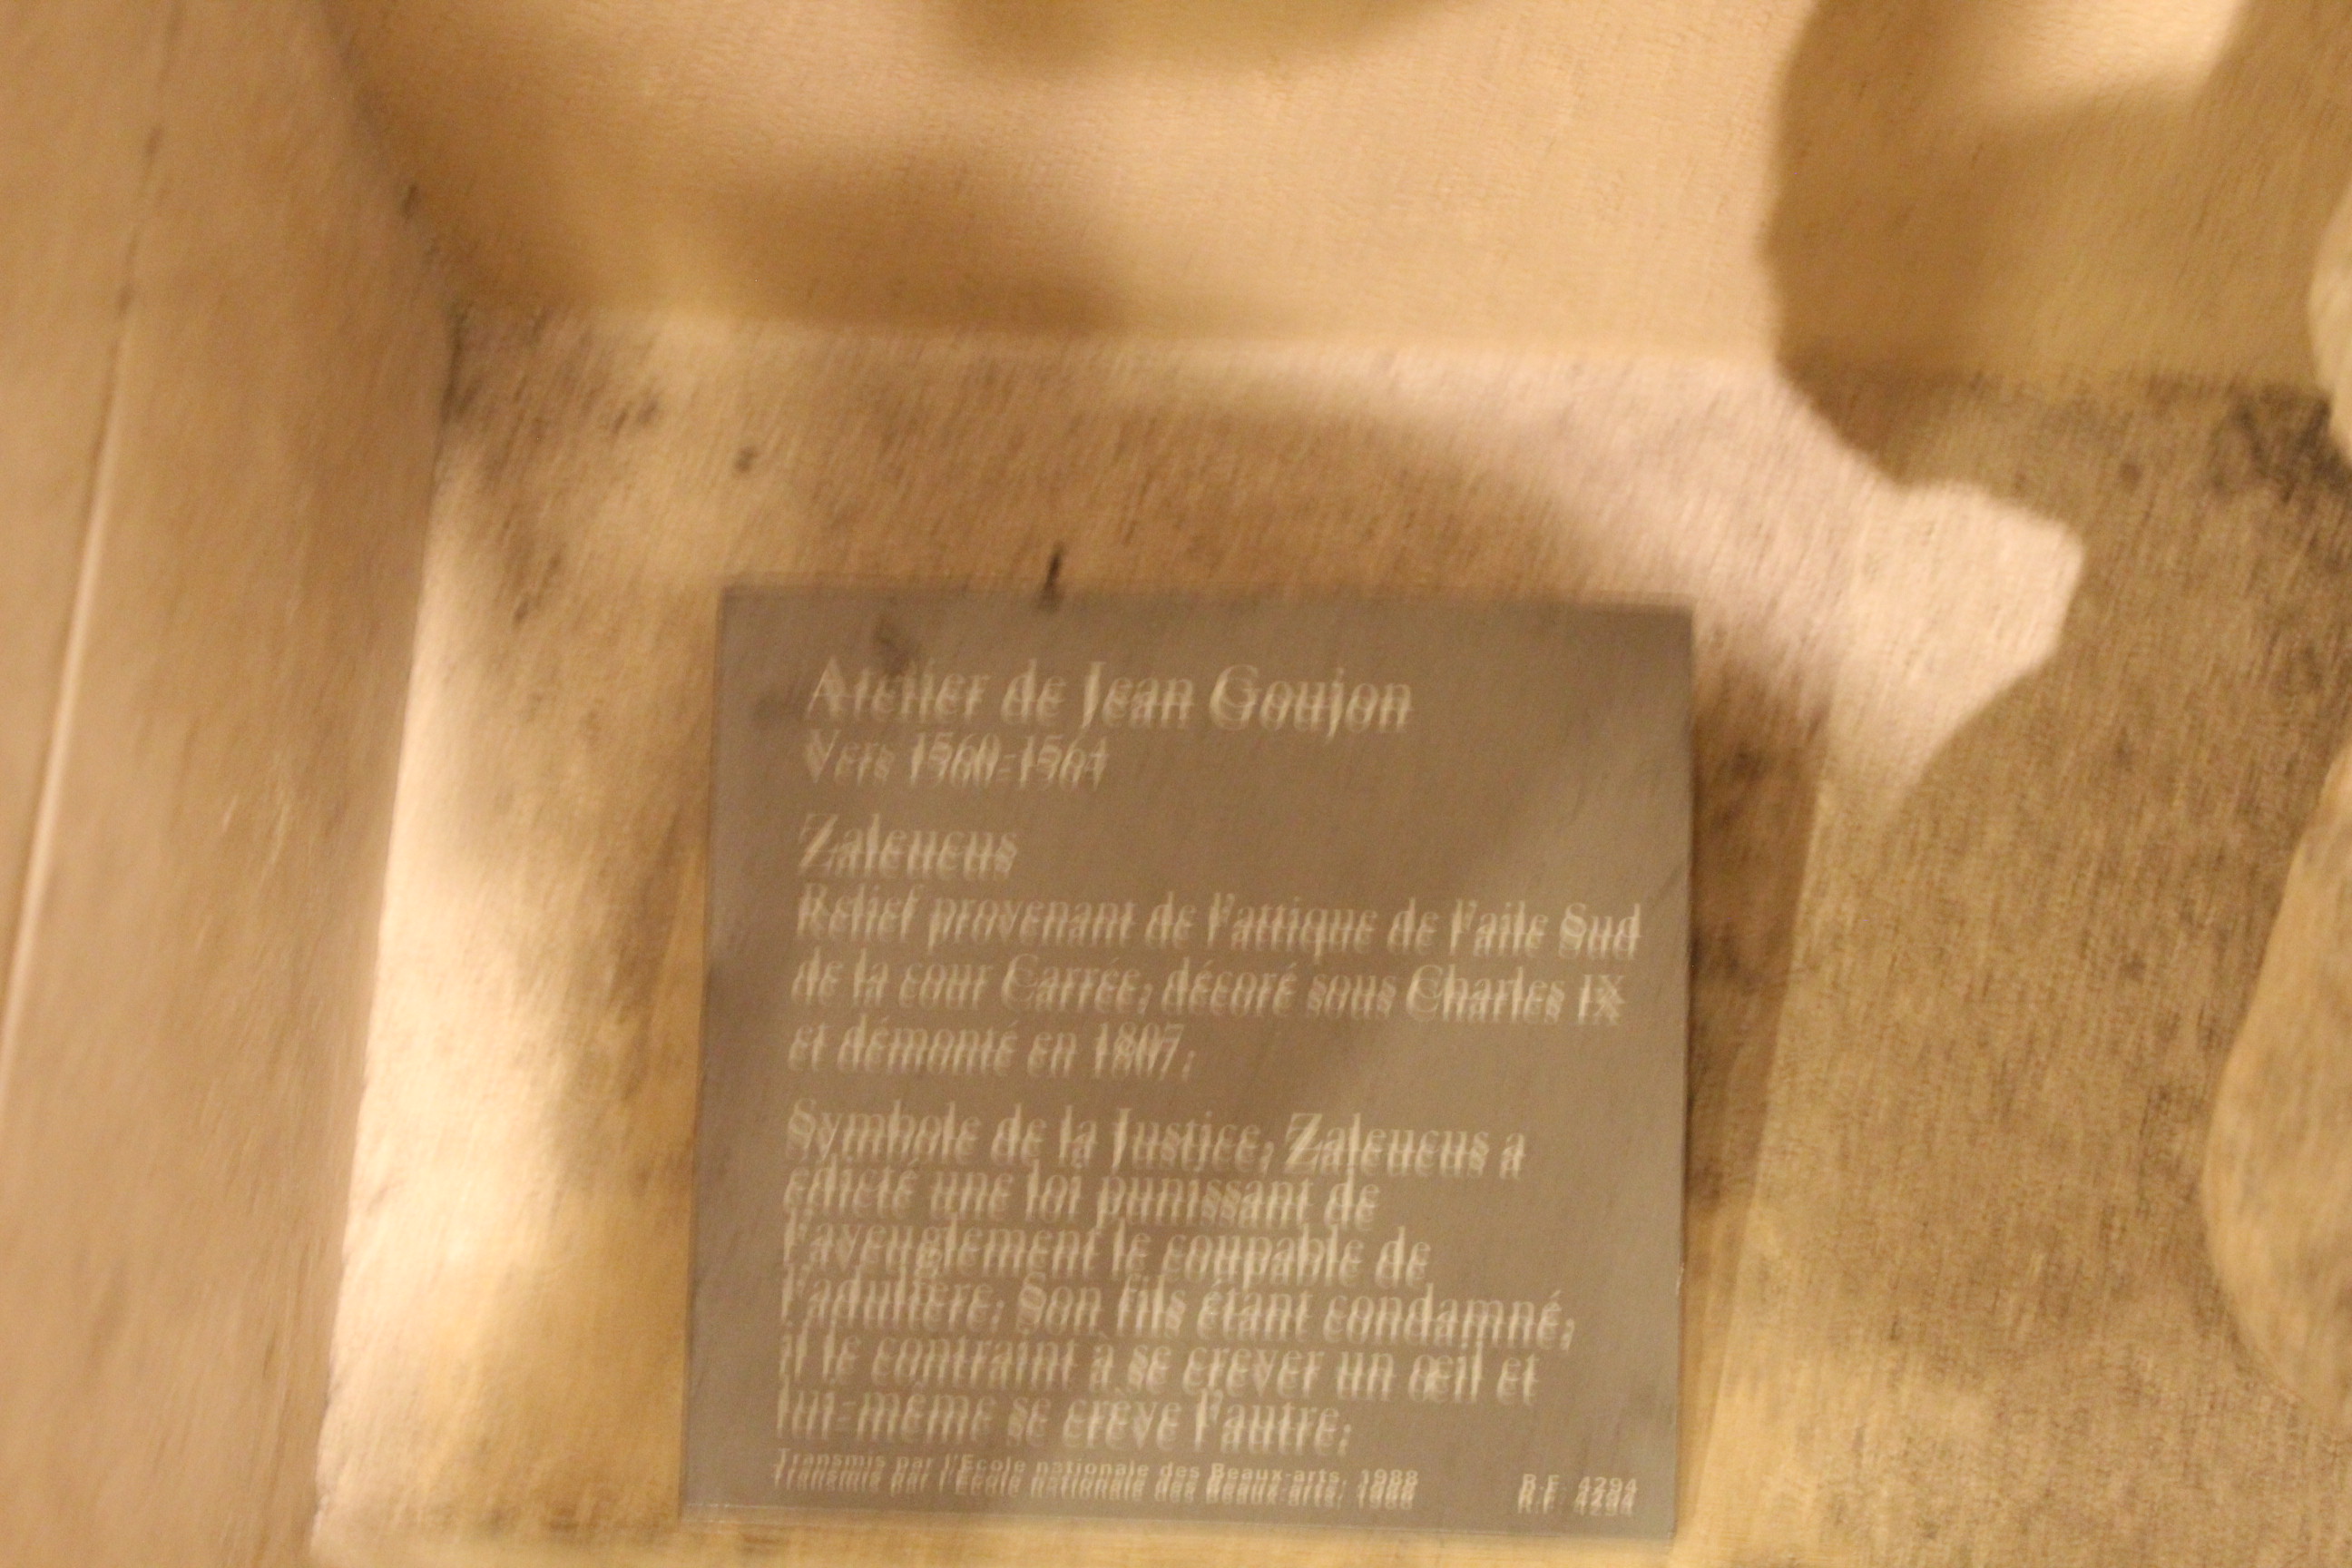 Atelier de Jean Goujon
Vers 1560-1564
Zaleucus
Relief provenant de l'attique de l'aile Sud
de la cour Carrée, décoré sous Charles IX
et démonté en 1807.
Symbole de la Justice, Zaleucus a
édicté une loi punissant de
l'aveuglement le coupable de
l'adultère. Son fils étant condamné,
il le contraint à se crever un œil et
lui-même se crève l'autre.
Transmis par l'Ecole nationale des Beaux-arts, 1988 R.F. 4294